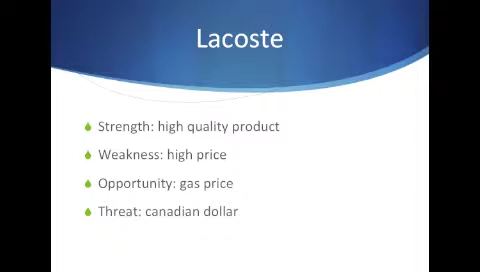 Lacoste
Strength: high quality product
Weakness: high price
Opportunity: gas price
Threat: canadian dollar